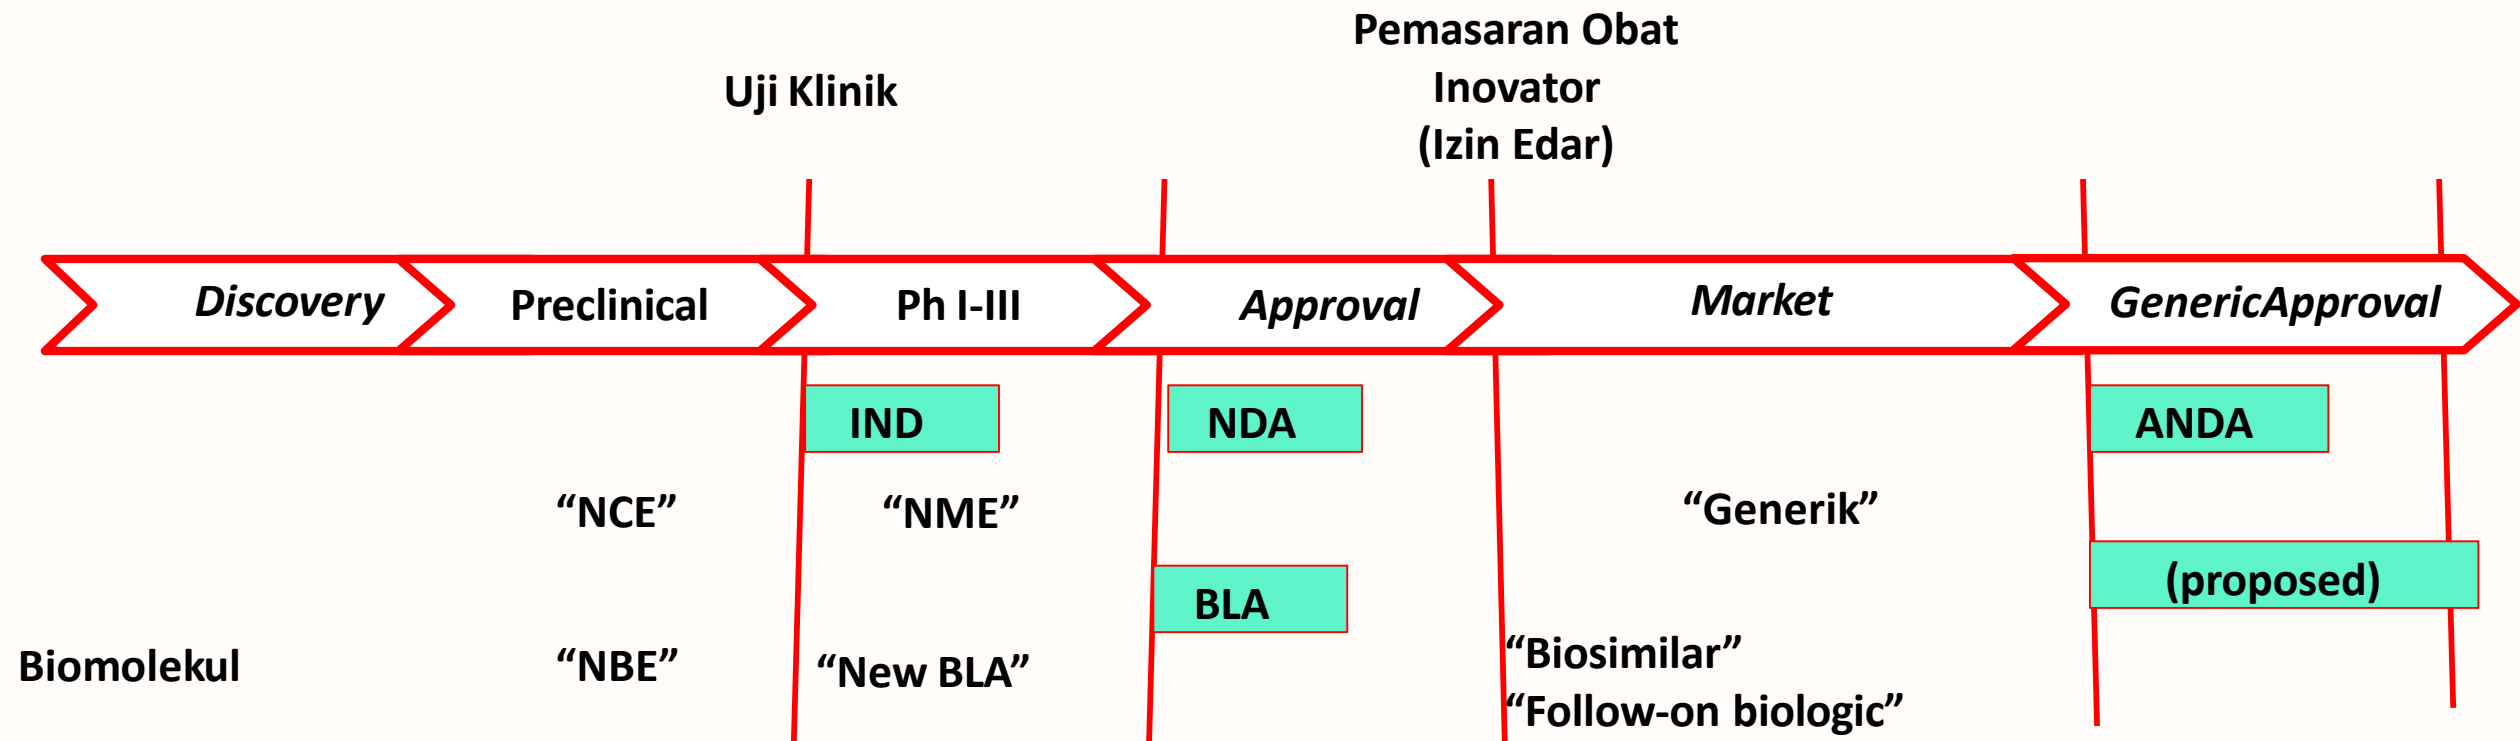 Pemasaran Obat
Inovator
(Izin Edar)
Uji Klinik
Discovery
Preclinical
Ph I-III
Approval
Market
GenericApproval
IND
NDA
ANDA
“NCE”
“NME”
“Generik”
BLA
(proposed)
Biomolekul
“NBE”
“New BLA”
“Biosimilar”
“Follow-on biologic”